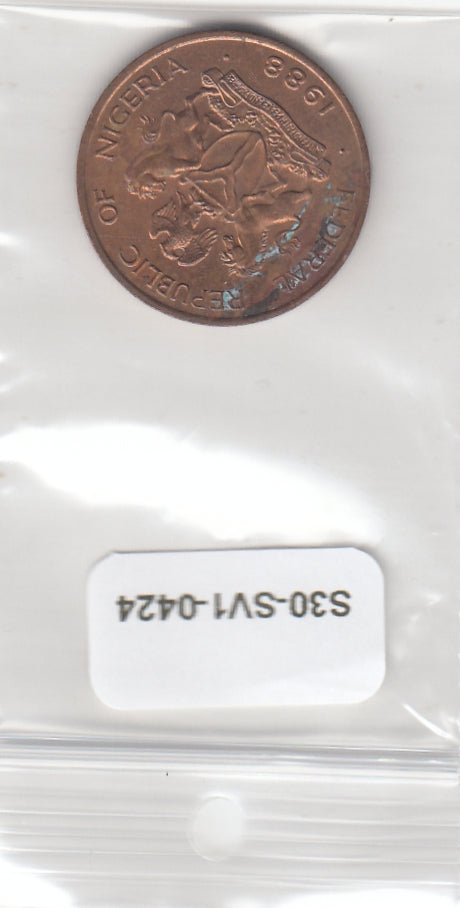 FEDERAL REPUBLIC OF NIGERIA
1988
S30-SV1-0424